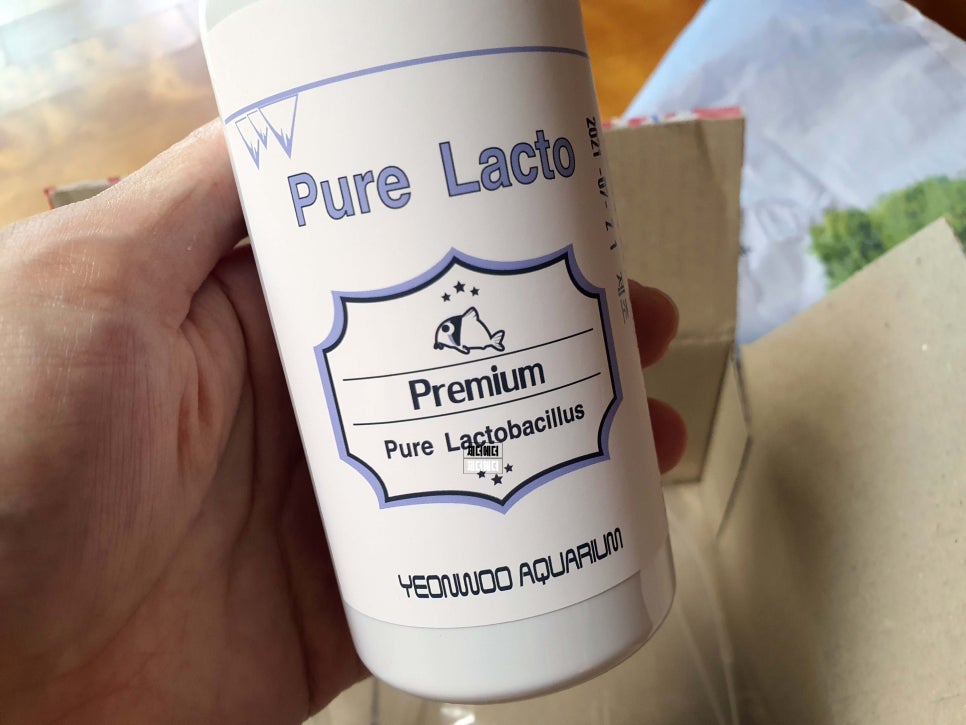 Pure Lacto
Premium
Pure Lactobacillus
YEONWOO AQUARIUM